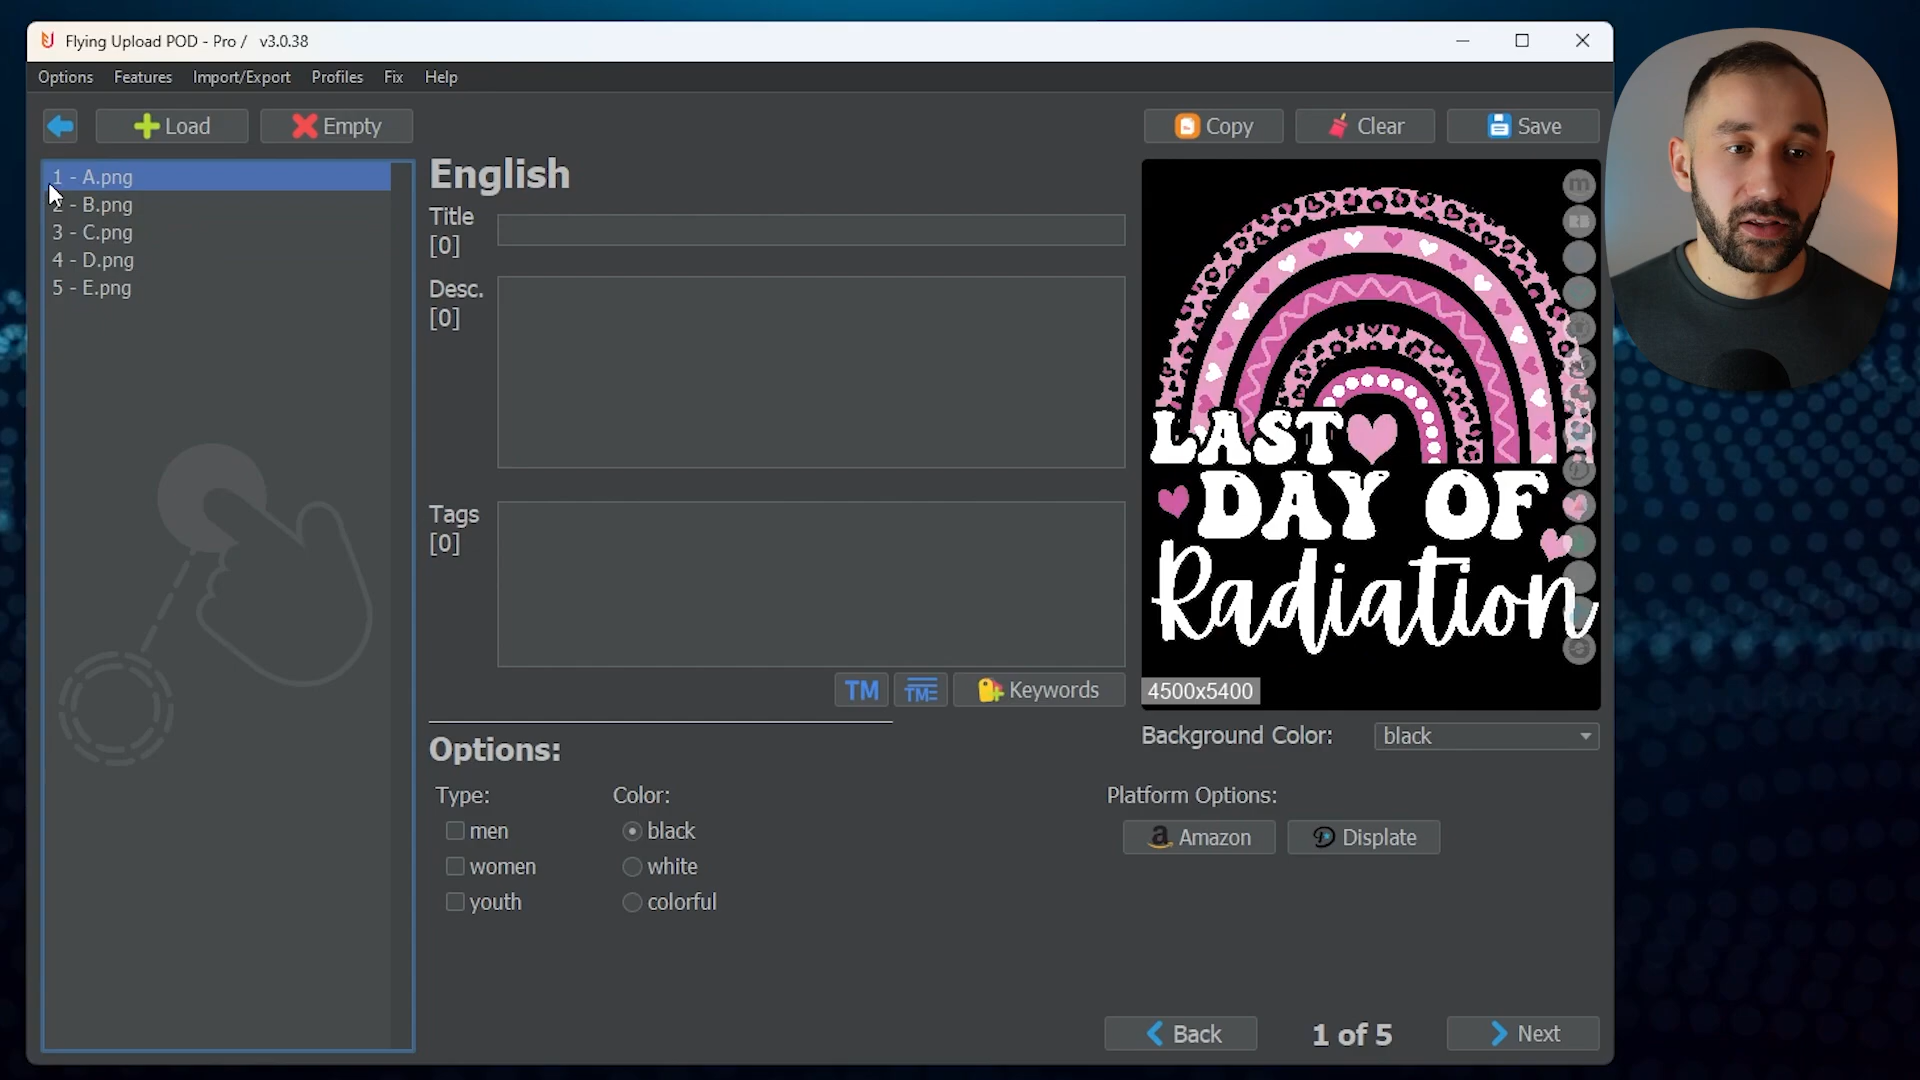 Flying Upload POD - Pro / v3.0.38
Options Features Import/Export Profiles Fix Help
Load Empty Copy Clear Save
1 - A.png
2 - B.png
3 - C.png
4 - D.png
5 - E.png
English
Title
[0]
Desc.
[0]
Tags
[0]
TM TM Keywords
LAST
DAY OF
Radiation
4500x5400
Background Color: black
Options:
Type: Color: Platform Options:
men black Amazon Displate
women white
youth colorful
Back 1 of 5 Next